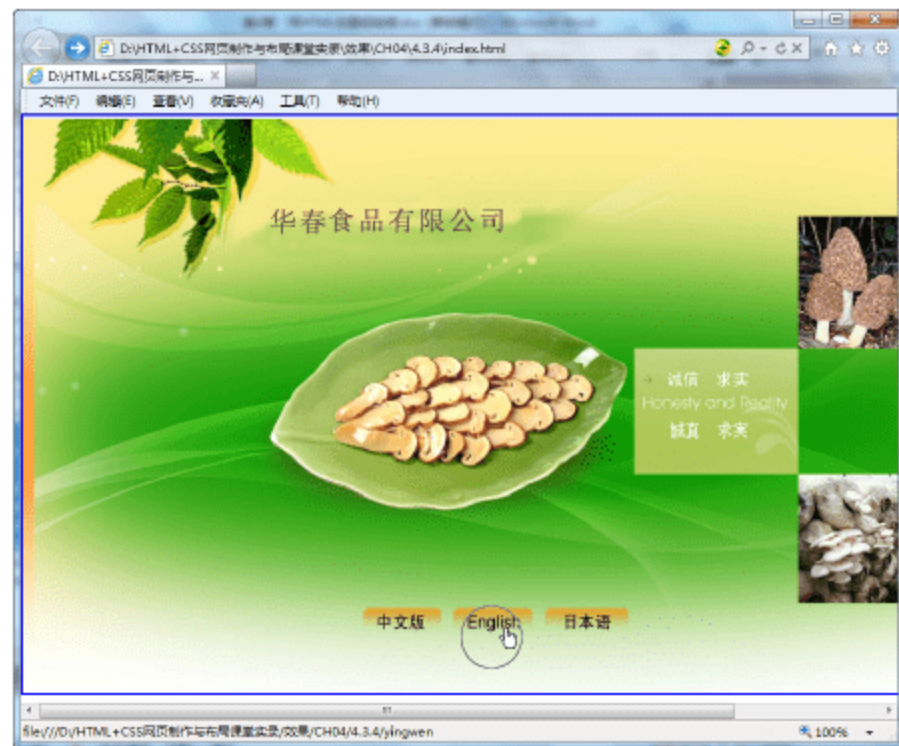 D:\HTML+CSS网页制作与布局课堂实录\效果\CH04\4.3.4\index.html
D:\HTML+CSS网页制作与...
文件(F) 编辑(E) 查看(V) 收藏夹(A) 工具(T) 帮助(H)
华春食品有限公司
诚信 求实
Honesty and Reality
誠真 求実
中文版 English 日本语
file:///D:/HTML+CSS网页制作与布局课堂实录/效果/CH04/4.3.4/yingwen
100%